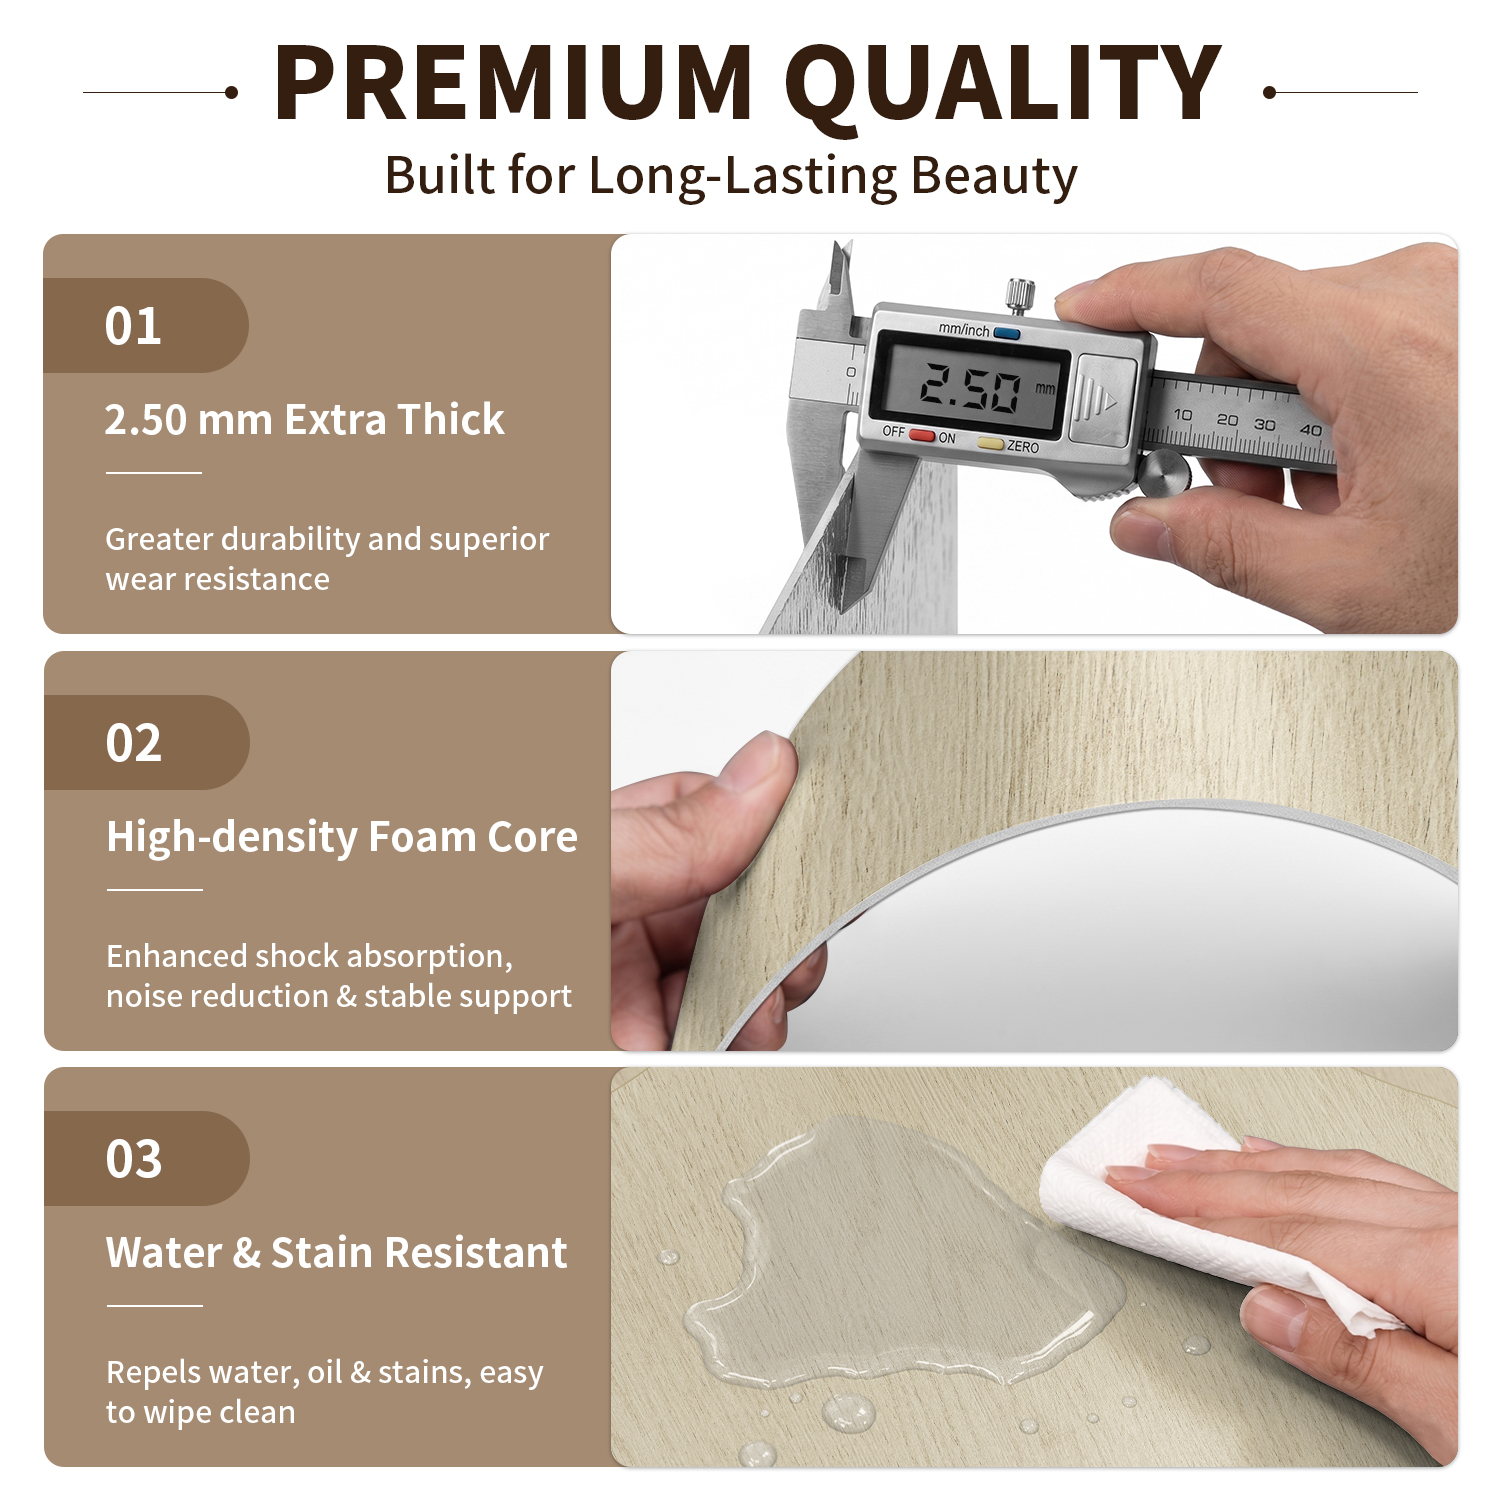 PREMIUM QUALITY
Built for Long-Lasting Beauty
01
2.50 mm Extra Thick
Greater durability and superior
wear resistance
mm/inch
0
2.50 mm
OFF ON ZERO
10 20 30 40
02
High-density Foam Core
Enhanced shock absorption,
noise reduction & stable support
03
Water & Stain Resistant
Repels water, oil & stains, easy
to wipe clean